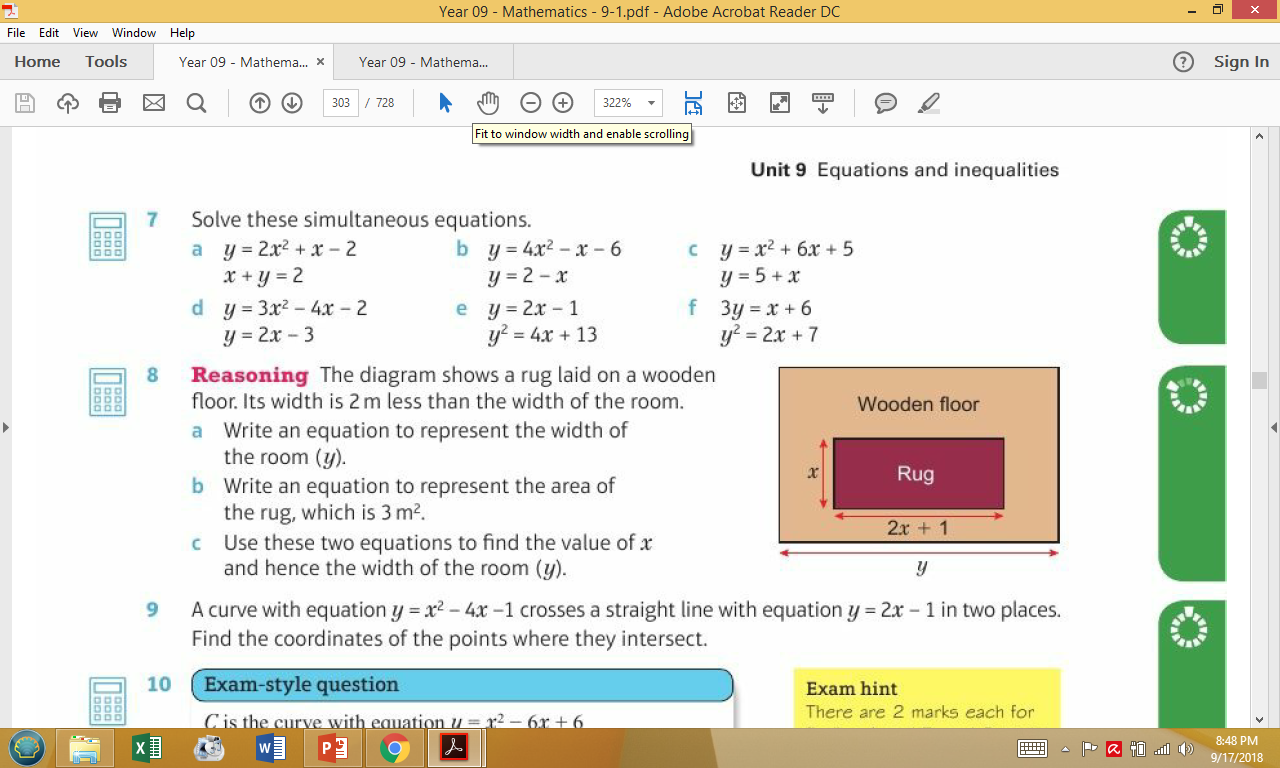 Year 09 - Mathematics - 9-1.pdf - Adobe Acrobat Reader DC
File Edit View Window Help
Home Tools Year 09 - Mathema... × Year 09 - Mathema... ? Sign In
303 / 728 322%
Fit to window width and enable scrolling
Unit 9 Equations and inequalities
7 Solve these simultaneous equations.
a y = 2x² + x − 2 b y = 4x² − x − 6 c y = x² + 6x + 5
x + y = 2 y = 2 − x y = 5 + x
d y = 3x² − 4x − 2 e y = 2x − 1 f 3y = x + 6
y = 2x − 3 y² = 4x + 13 y² = 2x + 7
8 Reasoning The diagram shows a rug laid on a wooden
floor. Its width is 2 m less than the width of the room.
a Write an equation to represent the width of
the room (y).
b Write an equation to represent the area of
the rug, which is 3 m².
c Use these two equations to find the value of x
and hence the width of the room (y).
Wooden floor
x Rug
2x + 1
y
9 A curve with equation y = x² − 4x −1 crosses a straight line with equation y = 2x − 1 in two places.
Find the coordinates of the points where they intersect.
10 Exam-style question
C is the curve with equation y = x² − 6x + 6
Exam hint
There are 2 marks each for
8:48 PM
9/17/2018